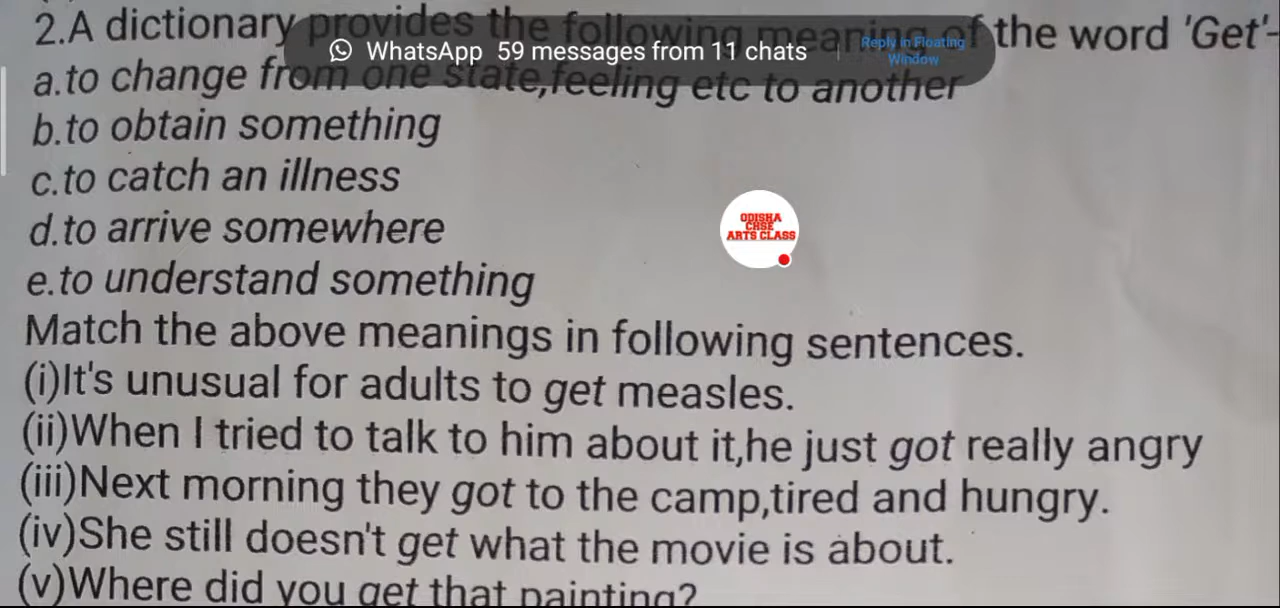 2.A dictionary provides the following meaning of the word 'Get'-
WhatsApp 59 messages from 11 chats
Reply in Floating
Window
a.to change from one state,feeling etc to another
b.to obtain something
c.to catch an illness
d.to arrive somewhere
ODISHA
CHSE
ARTS CLASS
e.to understand something
Match the above meanings in following sentences.
(i)It's unusual for adults to get measles.
(ii)When I tried to talk to him about it,he just got really angry
(iii)Next morning they got to the camp,tired and hungry.
(iv)She still doesn't get what the movie is about.
(v)Where did you get that painting?